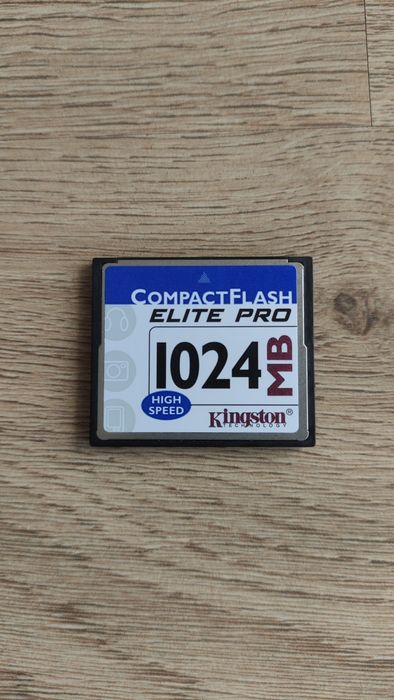 COMPACTFLASH
ELITE PRO
1024 MB
HIGH SPEED
Kingston®
TECHNOLOGY